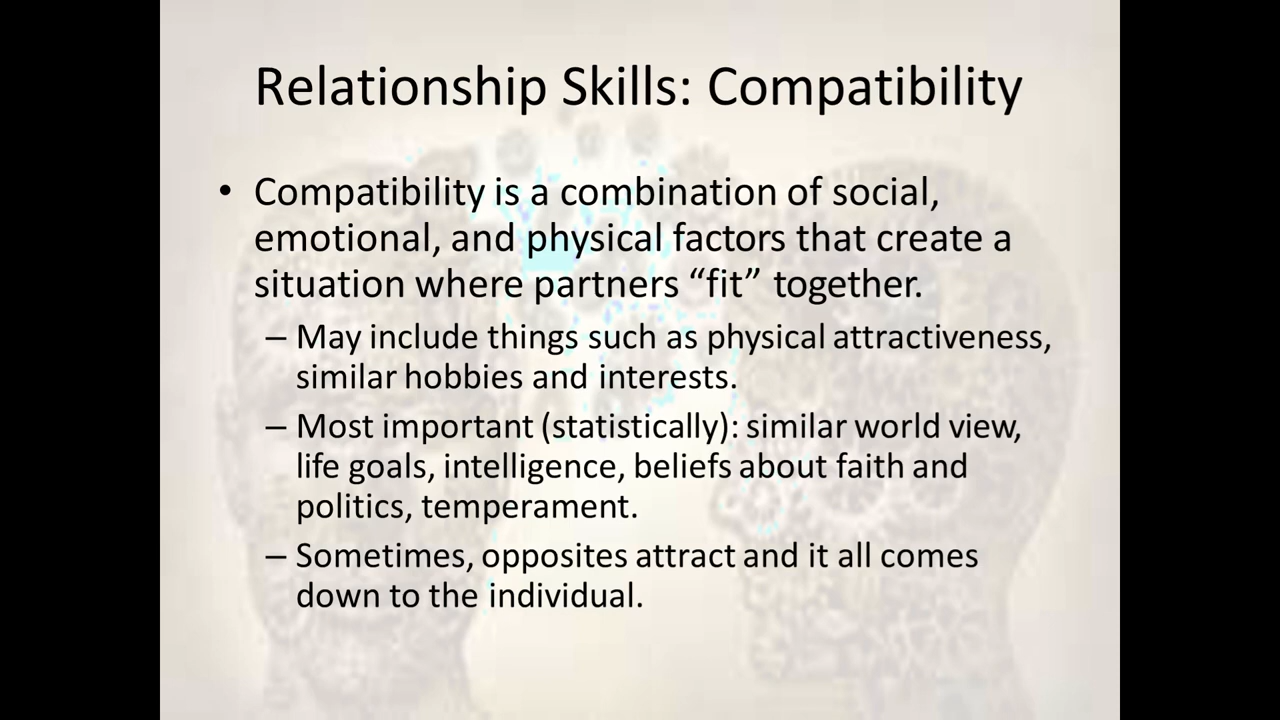 Relationship Skills: Compatibility
• Compatibility is a combination of social,
emotional, and physical factors that create a
situation where partners “fit” together.
– May include things such as physical attractiveness,
similar hobbies and interests.
– Most important (statistically): similar world view,
life goals, intelligence, beliefs about faith and
politics, temperament.
– Sometimes, opposites attract and it all comes
down to the individual.